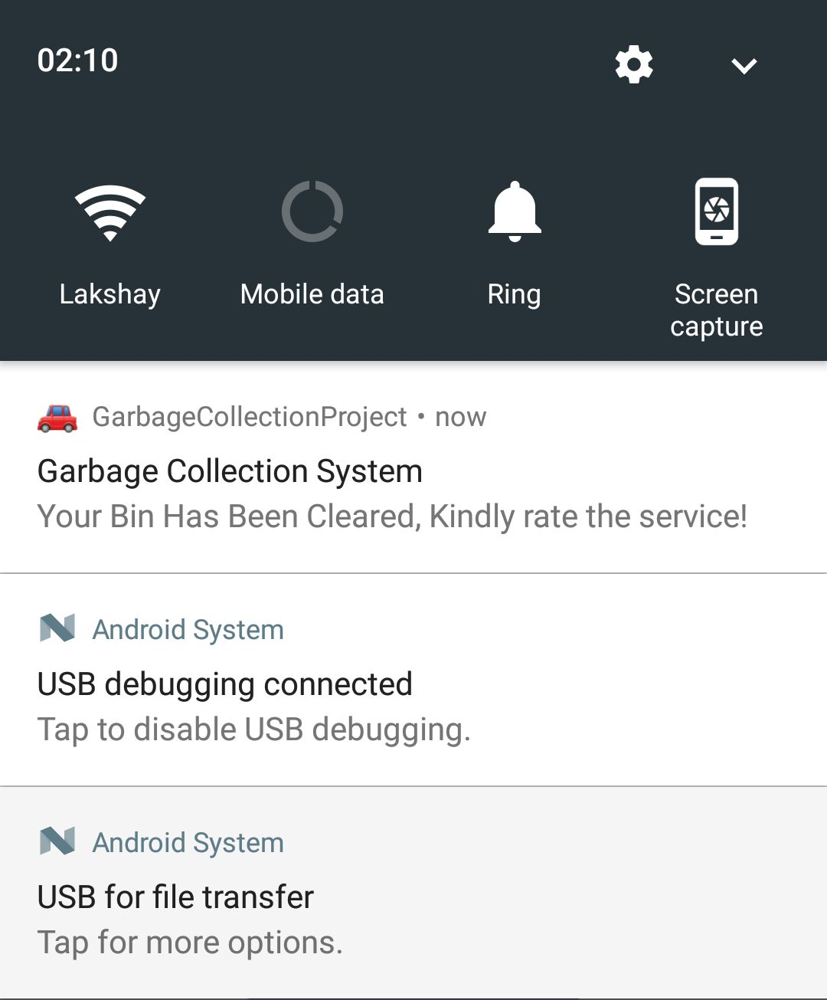 02:10
Lakshay
Mobile data
Ring
Screen
capture
GarbageCollectionProject • now
Garbage Collection System
Your Bin Has Been Cleared, Kindly rate the service!
Android System
USB debugging connected
Tap to disable USB debugging.
Android System
USB for file transfer
Tap for more options.